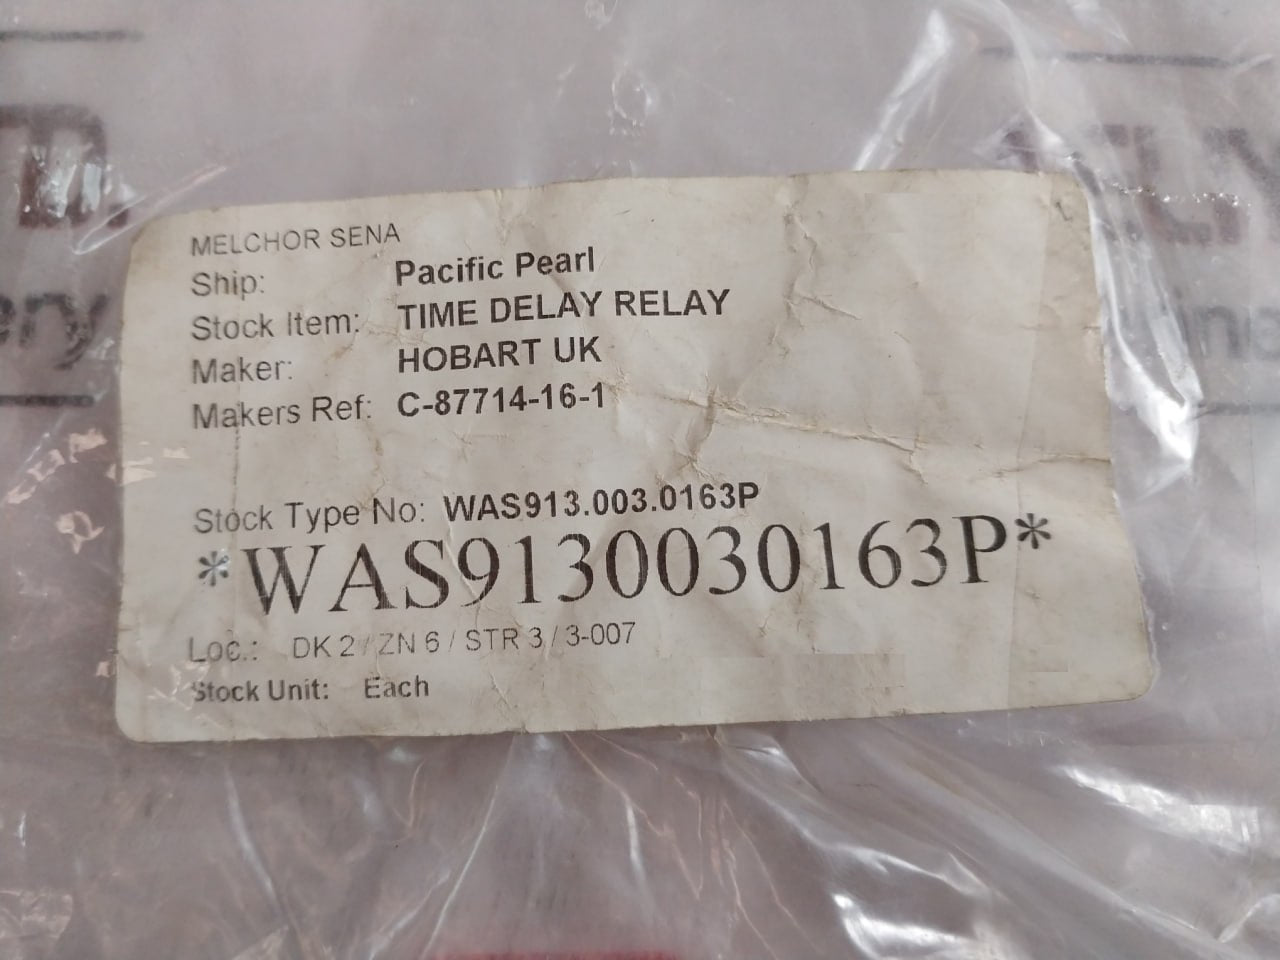 MELCHOR SENA
Ship: Pacific Pearl
Stock Item: TIME DELAY RELAY
Maker: HOBART UK
Makers Ref: C-87714-16-1
Stock Type No: WAS913.003.0163P
*WAS9130030163P*
Loc.: DK 2 / ZN 6 / STR 3 / 3-007
Stock Unit: Each